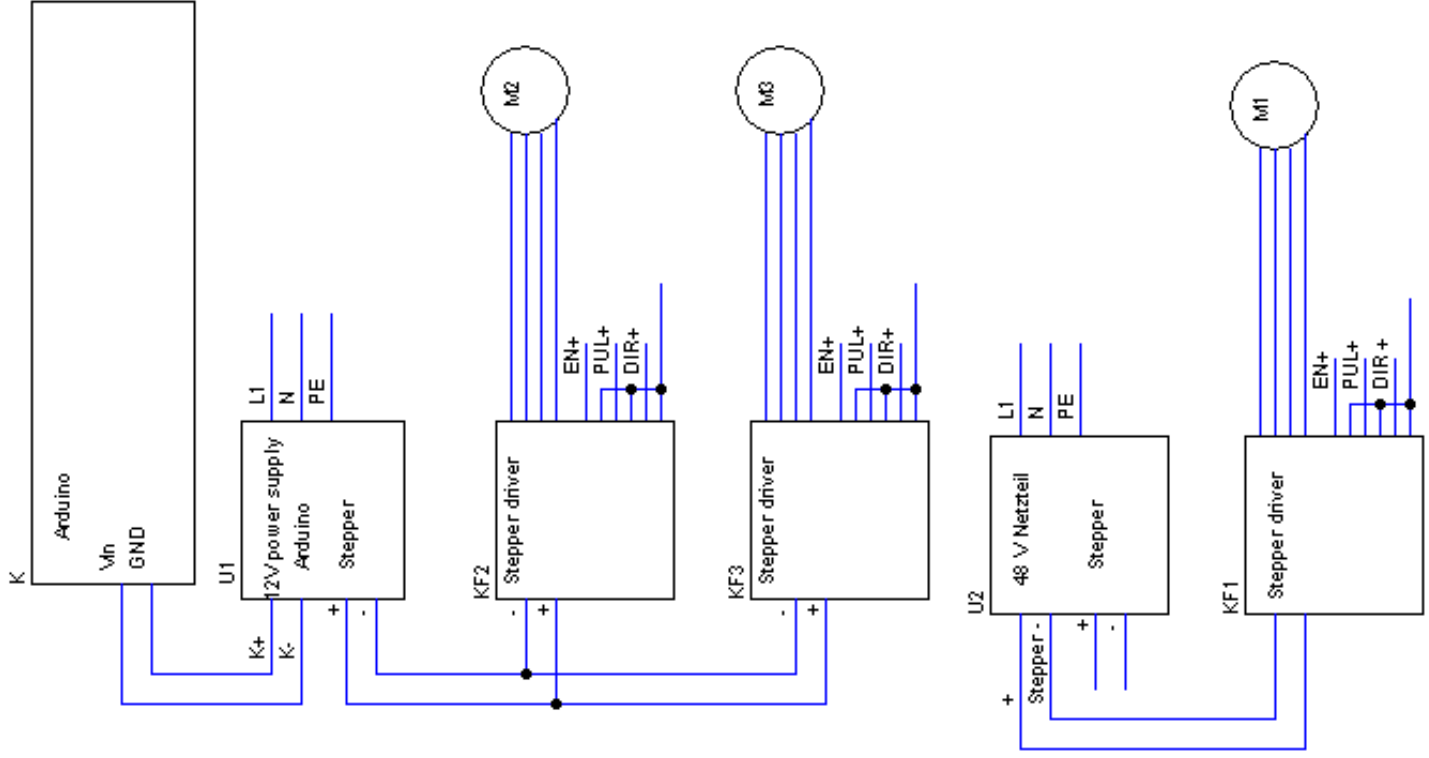 K
Arduino
Vin
GND
U1
12V power supply
Arduino
Stepper
L1
N
PE
K+
K-
+
-
M2
KF2
Stepper driver
EN+
PUL+
DIR+
-
+
M3
KF3
Stepper driver
EN+
PUL+
DIR+
-
+
U2
48 V Netzteil
Stepper
L1
N
PE
+
Stepper -
+
-
M1
KF1
Stepper driver
EN+
PUL+
DIR +